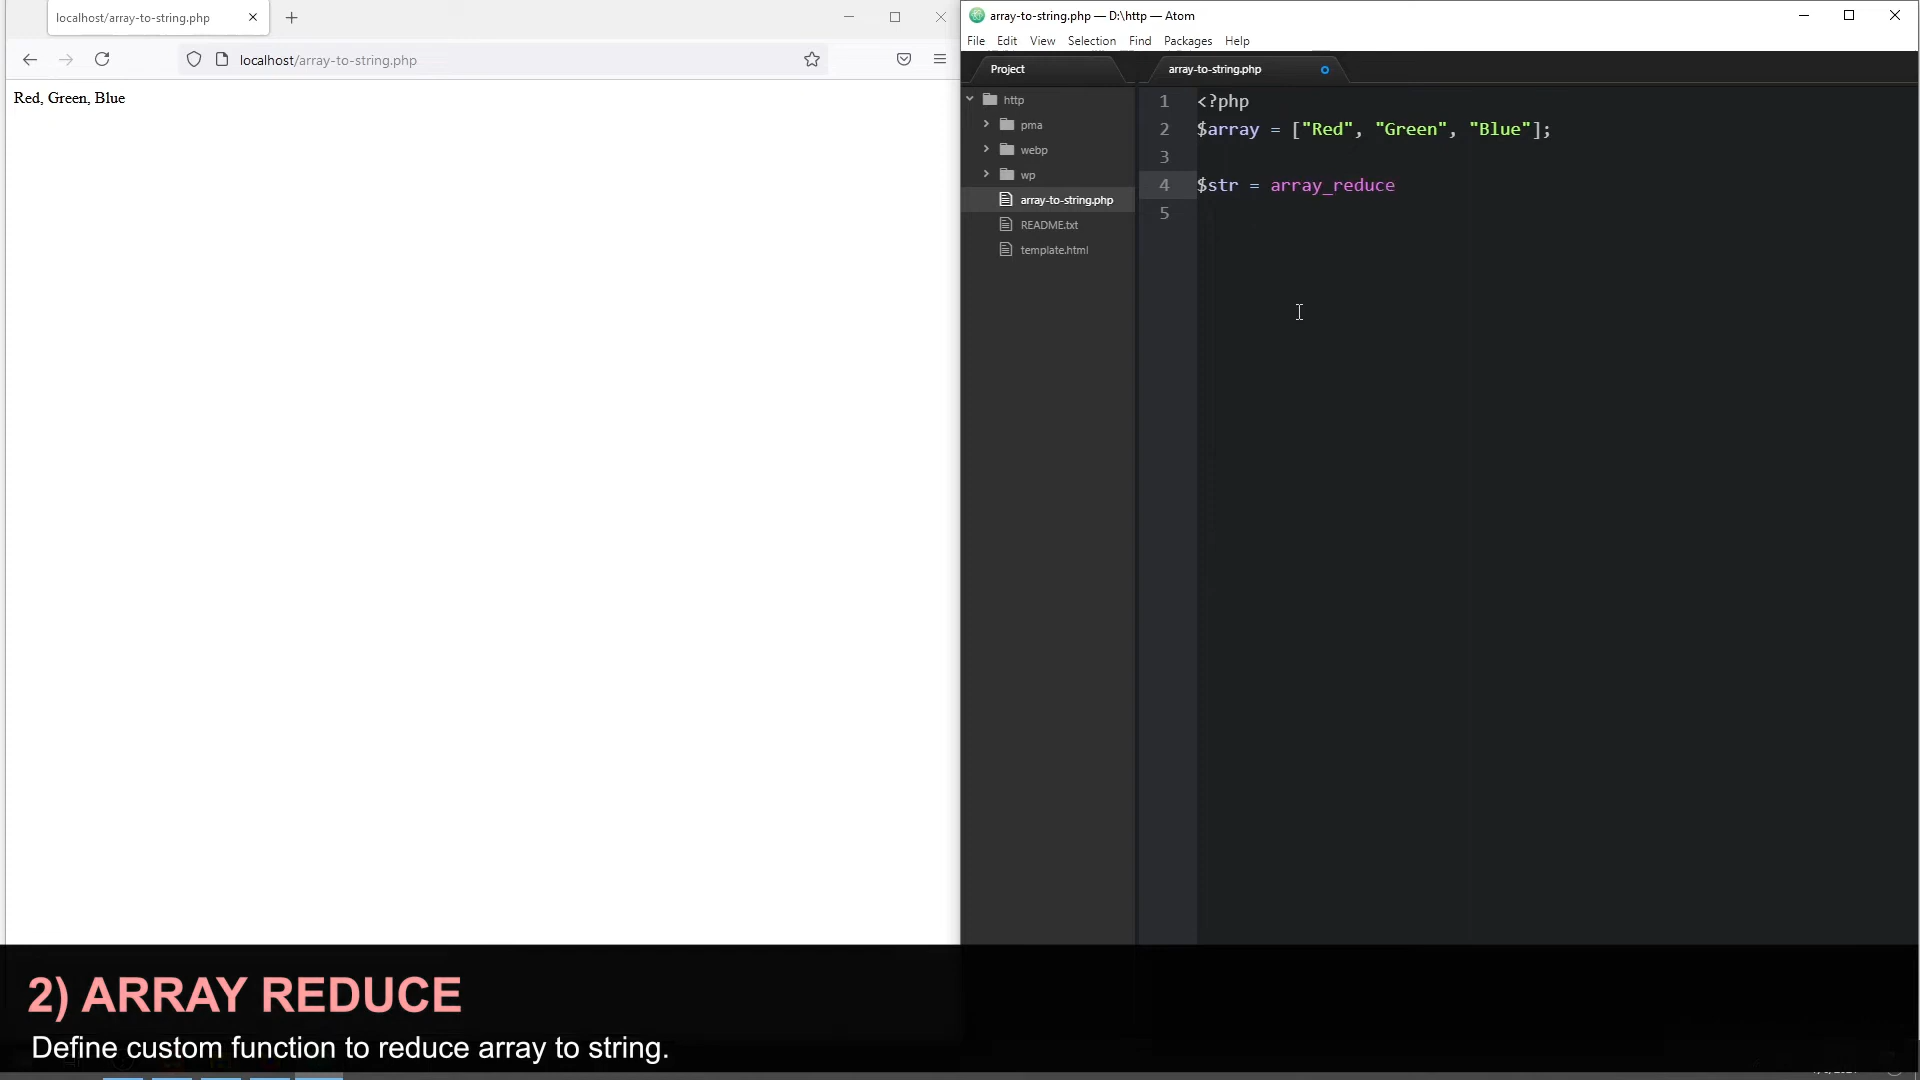 localhost/array-to-string.php
localhost/array-to-string.php
Red, Green, Blue
array-to-string.php — D:\http — Atom
File Edit View Selection Find Packages Help
Project
array-to-string.php
http
pma
webp
wp
array-to-string.php
README.txt
template.html
1 <?php
2 $array = ["Red", "Green", "Blue"];
3
4 $str = array_reduce
5
2) ARRAY REDUCE
Define custom function to reduce array to string.